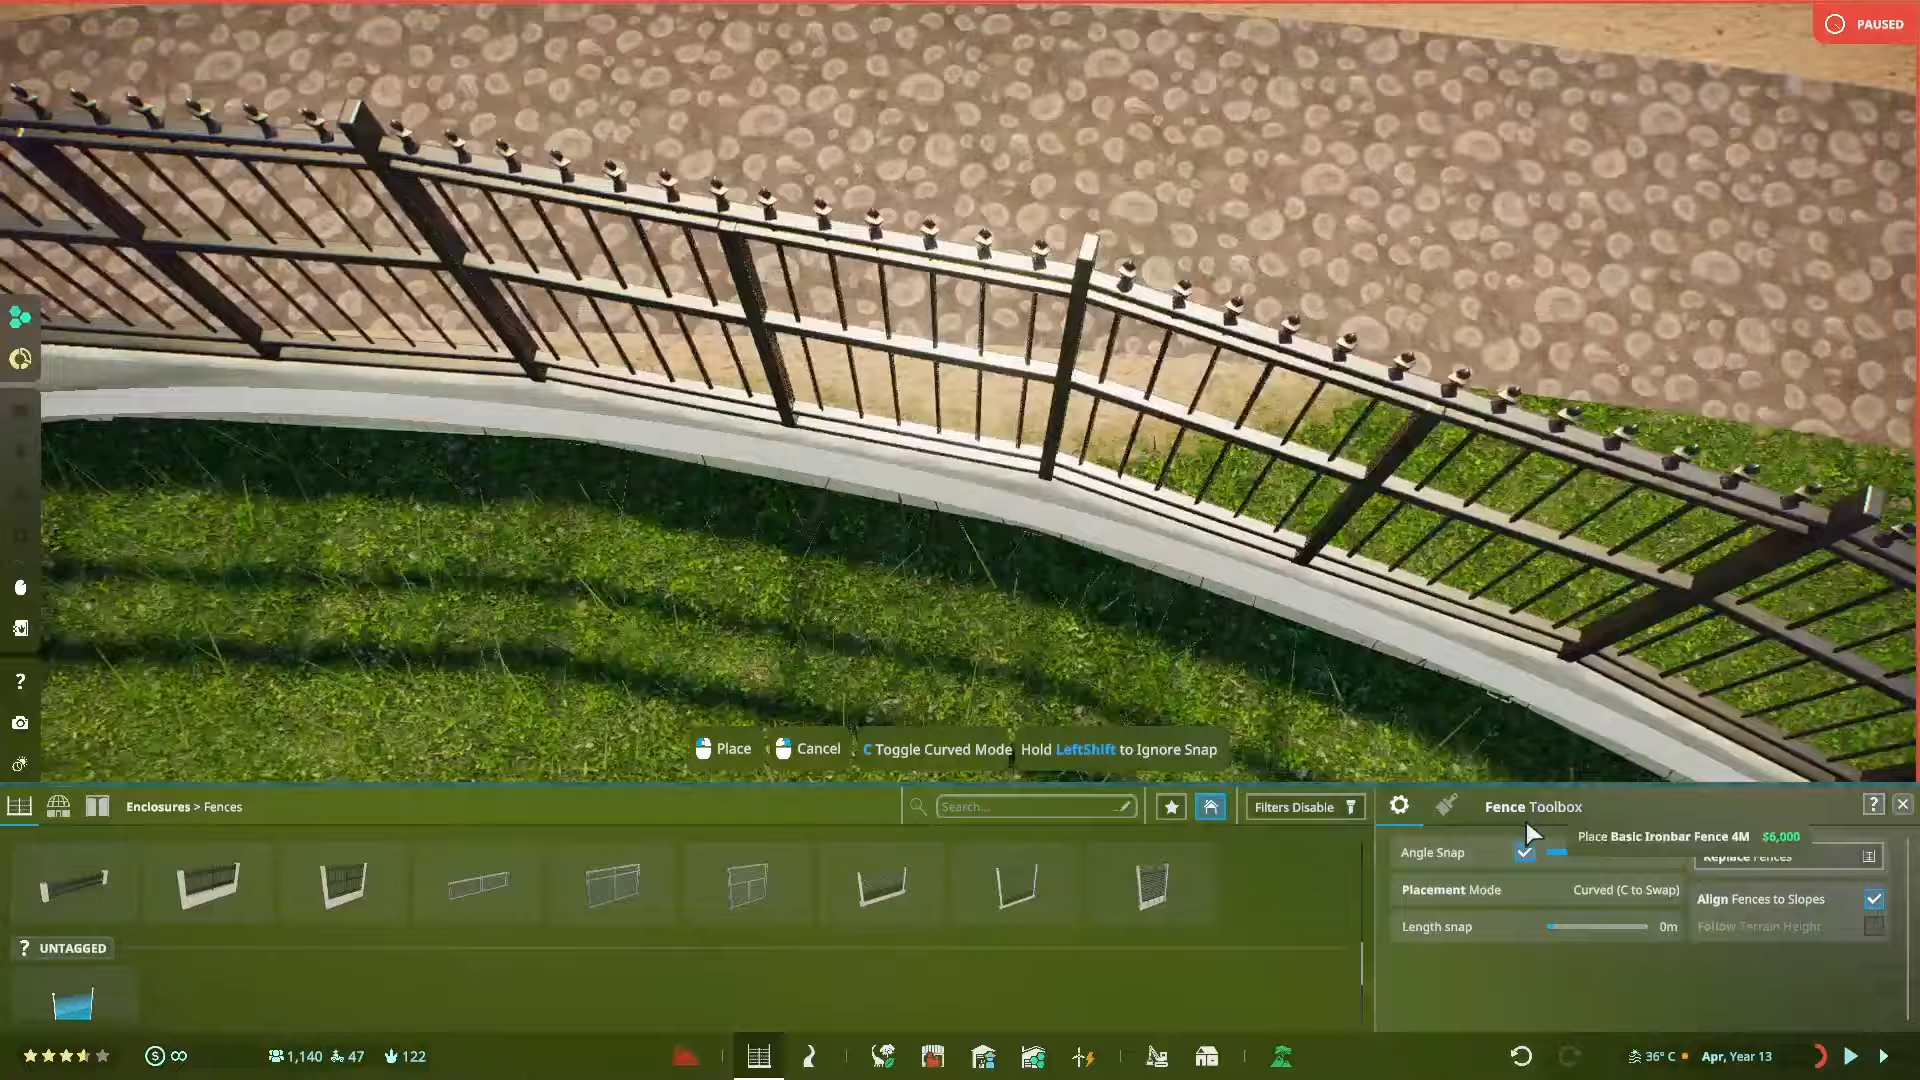 PAUSED
Place
Cancel
C Toggle Curved Mode
Hold LeftShift to Ignore Snap
Enclosures > Fences
Search...
Filters Disable
Fence Toolbox
?
Place Basic Ironbar Fence 4M $6,000
Angle Snap
Replace Fences
Placement Mode
Curved (C to Swap)
Align Fences to Slopes
Length snap
0m
Follow Terrain Height
? UNTAGGED
∞
1,140
47
122
36° C
Apr, Year 13